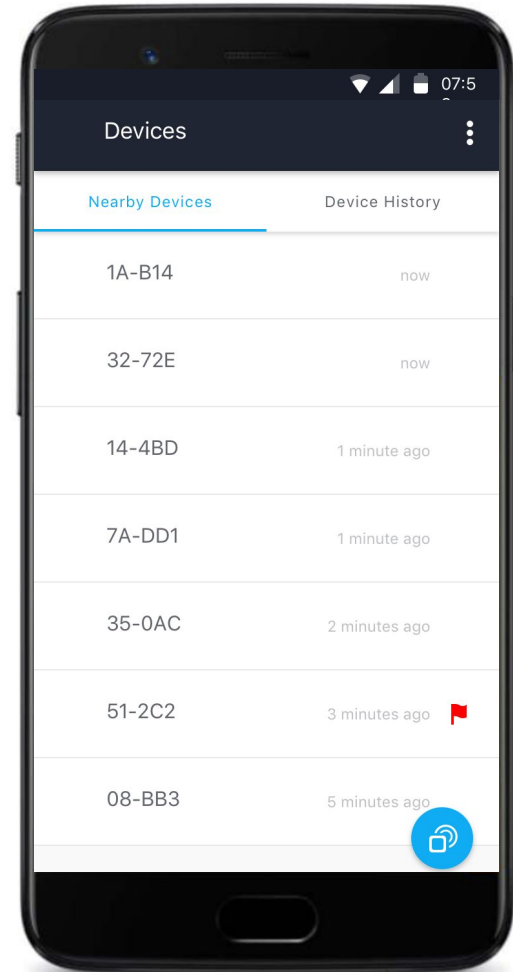 07:5
Devices
Nearby Devices Device History
1A-B14 now
32-72E now
14-4BD 1 minute ago
7A-DD1 1 minute ago
35-0AC 2 minutes ago
51-2C2 3 minutes ago
08-BB3 5 minutes ago